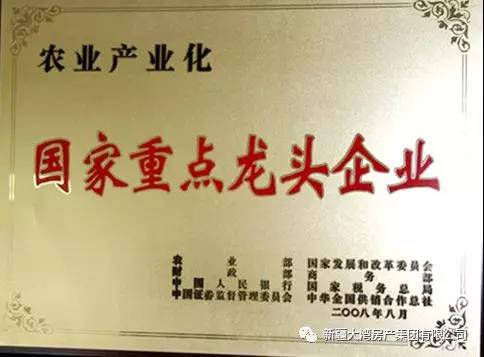 农业产业化
国家重点龙头企业
农业部 国家发展和改革委员会
财政部 商务部
中国人民银行 国家税务总局
中国证券监督管理委员会 中华全国供销合作总社
二〇〇八年八月
新疆大湾房产集团有限公司